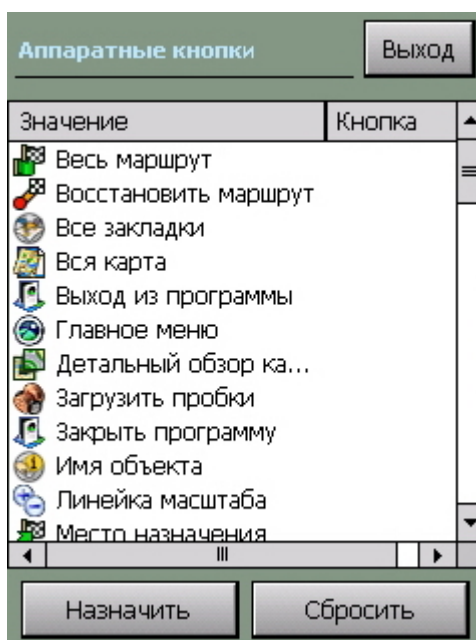 Аппаратные кнопки
Выход
Значение Кнопка
Весь маршрут
Восстановить маршрут
Все закладки
Вся карта
Выход из программы
Главное меню
Детальный обзор ка...
Загрузить пробки
Закрыть программу
Имя объекта
Линейка масштаба
Место назначения
Назначить Сбросить